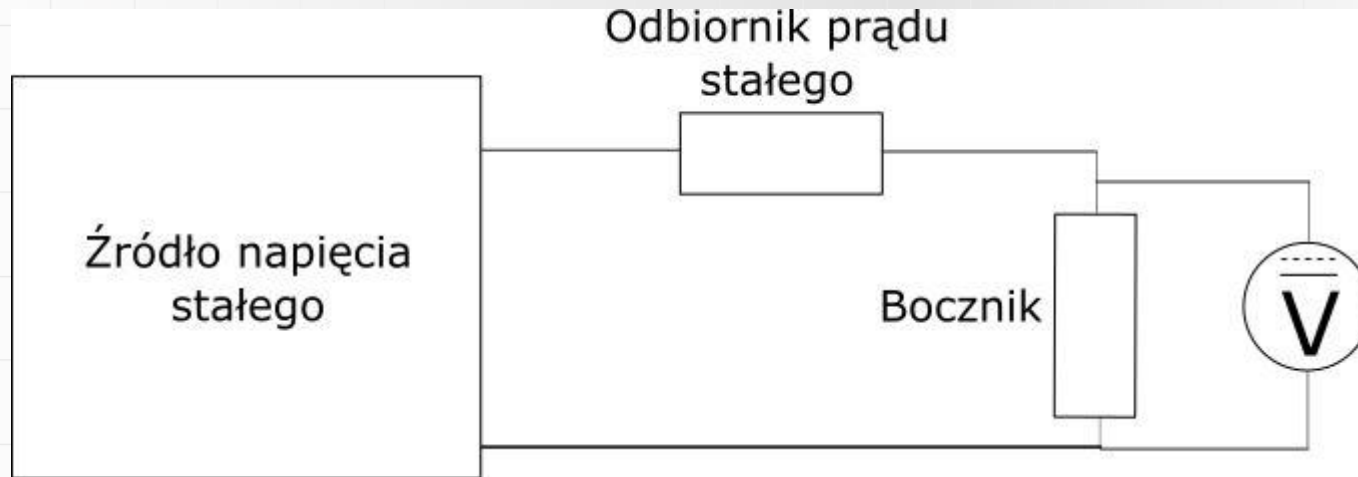 Odbiornik prądu
stałego
Źródło napięcia
stałego
Bocznik
V